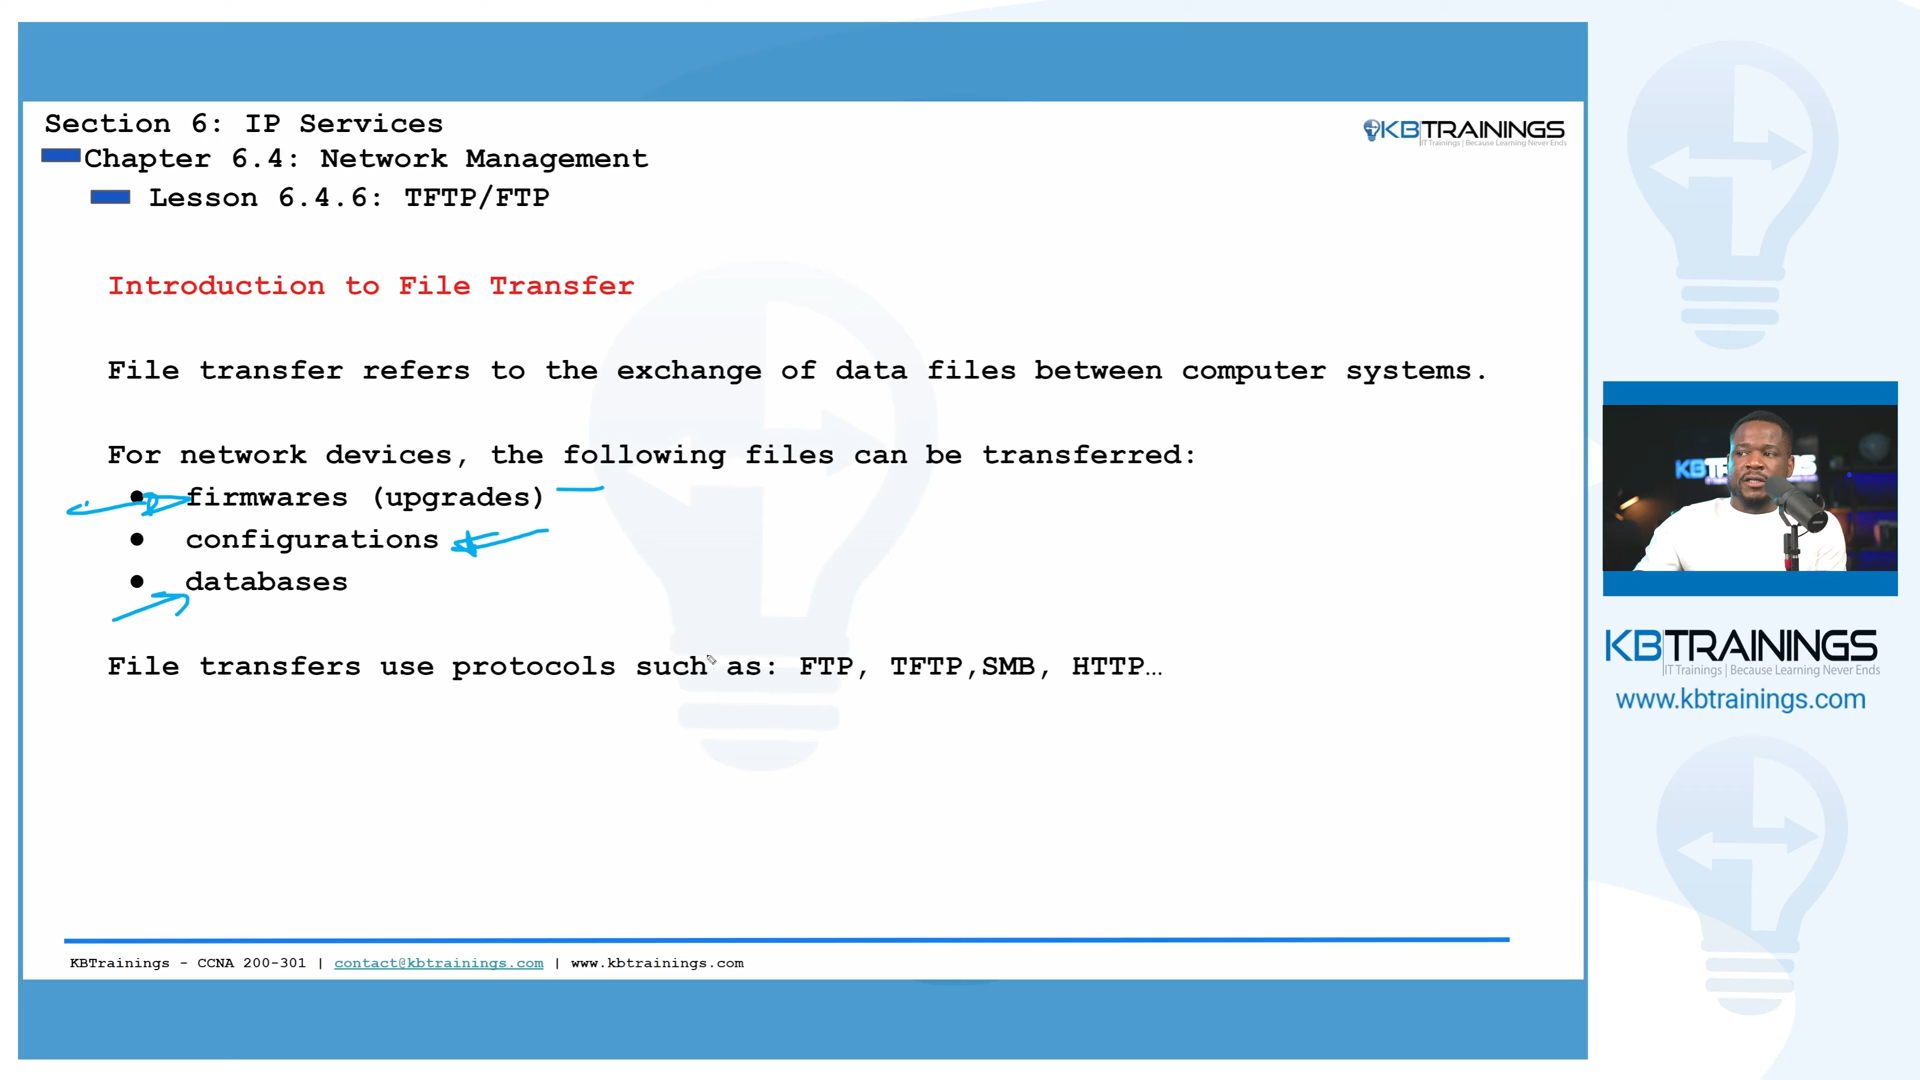 Section 6: IP Services
Chapter 6.4: Network Management
Lesson 6.4.6: TFTP/FTP
KBTRAININGS
IT Trainings | Because Learning Never Ends
Introduction to File Transfer
File transfer refers to the exchange of data files between computer systems.
For network devices, the following files can be transferred:
● firmwares (upgrades)
● configurations
● databases
File transfers use protocols such as: FTP, TFTP,SMB, HTTP…
KBTrainings - CCNA 200-301 | contact@kbtrainings.com | www.kbtrainings.com
KBTRAININGS
IT Trainings | Because Learning Never Ends
www.kbtrainings.com